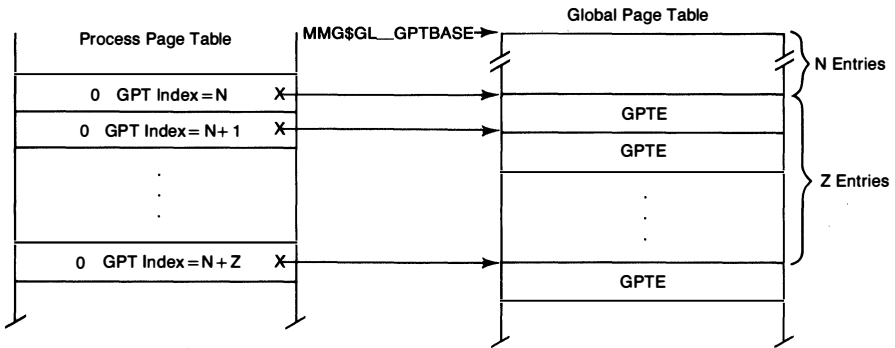 Process Page Table
MMG$GL__GPTBASE
Global Page Table
N Entries
0 GPT Index = N X
GPTE
0 GPT Index = N + 1 X
GPTE
Z Entries
0 GPT Index = N + Z X
GPTE